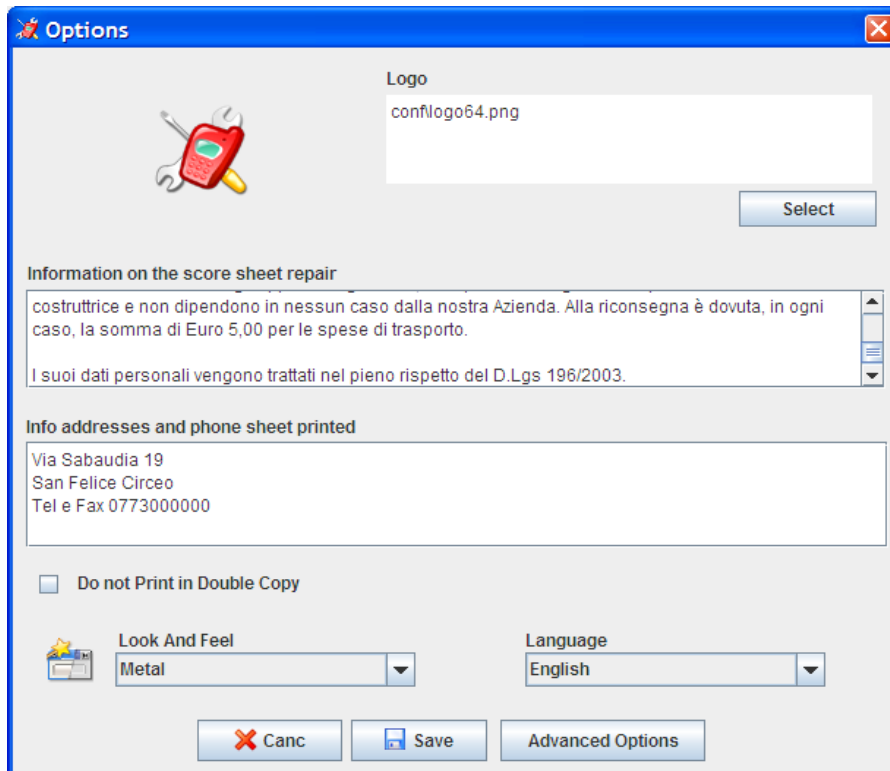 Options
Logo
conf\logo64.png
Select
Information on the score sheet repair
costruttrice e non dipendono in nessun caso dalla nostra Azienda. Alla riconsegna è dovuta, in ogni
caso, la somma di Euro 5,00 per le spese di trasporto.
I suoi dati personali vengono trattati nel pieno rispetto del D.Lgs 196/2003.
Info addresses and phone sheet printed
Via Sabaudia 19
San Felice Circeo
Tel e Fax 0773000000
Do not Print in Double Copy
Look And Feel
Language
Metal
English
Canc
Save
Advanced Options